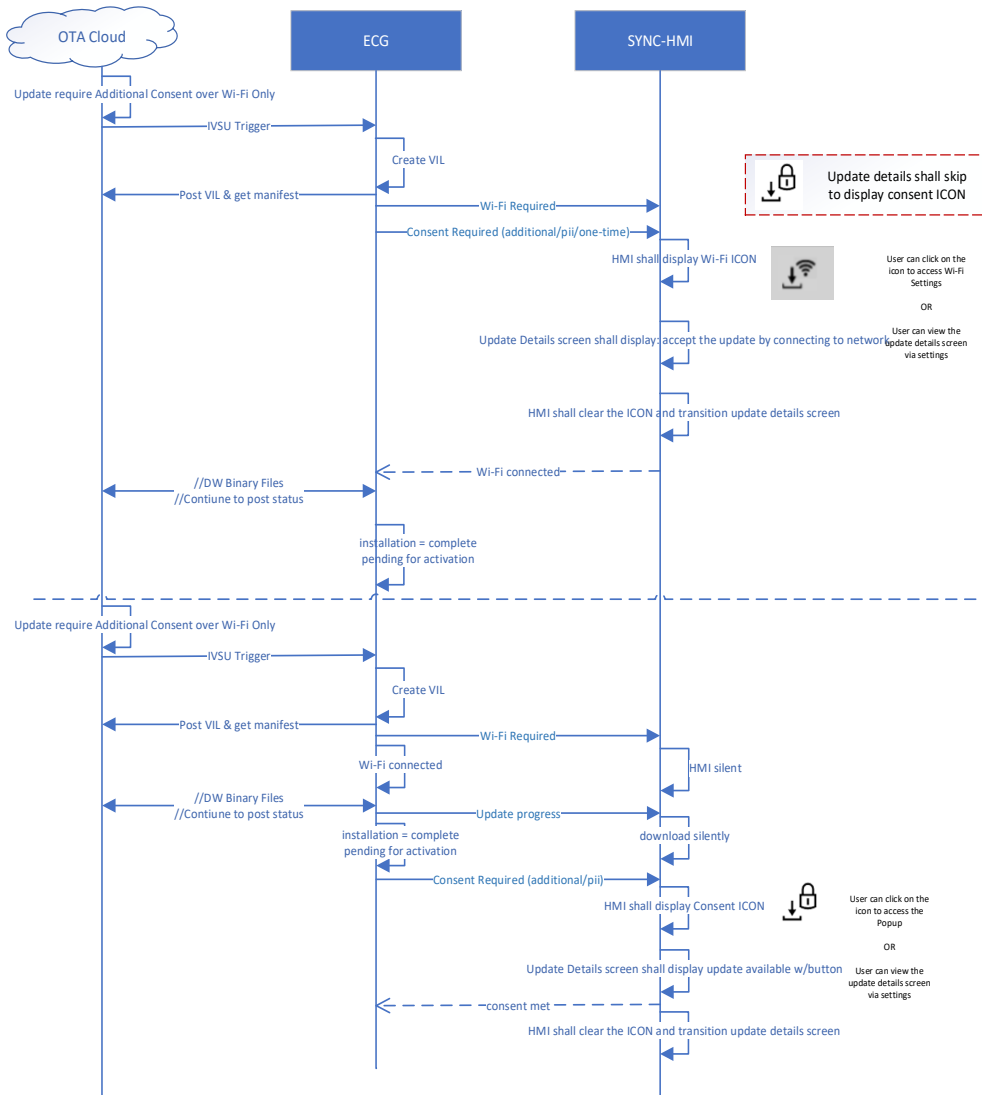 OTA Cloud
ECG
SYNC-HMI
Update require Additional Consent over Wi-Fi Only
IVSU Trigger
Create VIL
Update details shall skip
to display consent ICON
Post VIL & get manifest
Wi-Fi Required
Consent Required (additional/pii/one-time)
HMI shall display Wi-Fi ICON
User can click on the
icon to access Wi-Fi
Settings
OR
User can view the
update details screen
via settings
Update Details screen shall display: accept the update by connecting to network
HMI shall clear the ICON and transition update details screen
Wi-Fi connected
//DW Binary Files
//Contiune to post status
installation = complete
pending for activation
Update require Additional Consent over Wi-Fi Only
IVSU Trigger
Create VIL
Post VIL & get manifest
Wi-Fi Required
Wi-Fi connected
HMI silent
//DW Binary Files
//Contiune to post status
Update progress
installation = complete
pending for activation
download silently
Consent Required (additional/pii)
HMI shall display Consent ICON
User can click on the
icon to access the
Popup
OR
User can view the
update details screen
via settings
Update Details screen shall display update available w/button
consent met
HMI shall clear the ICON and transition update details screen